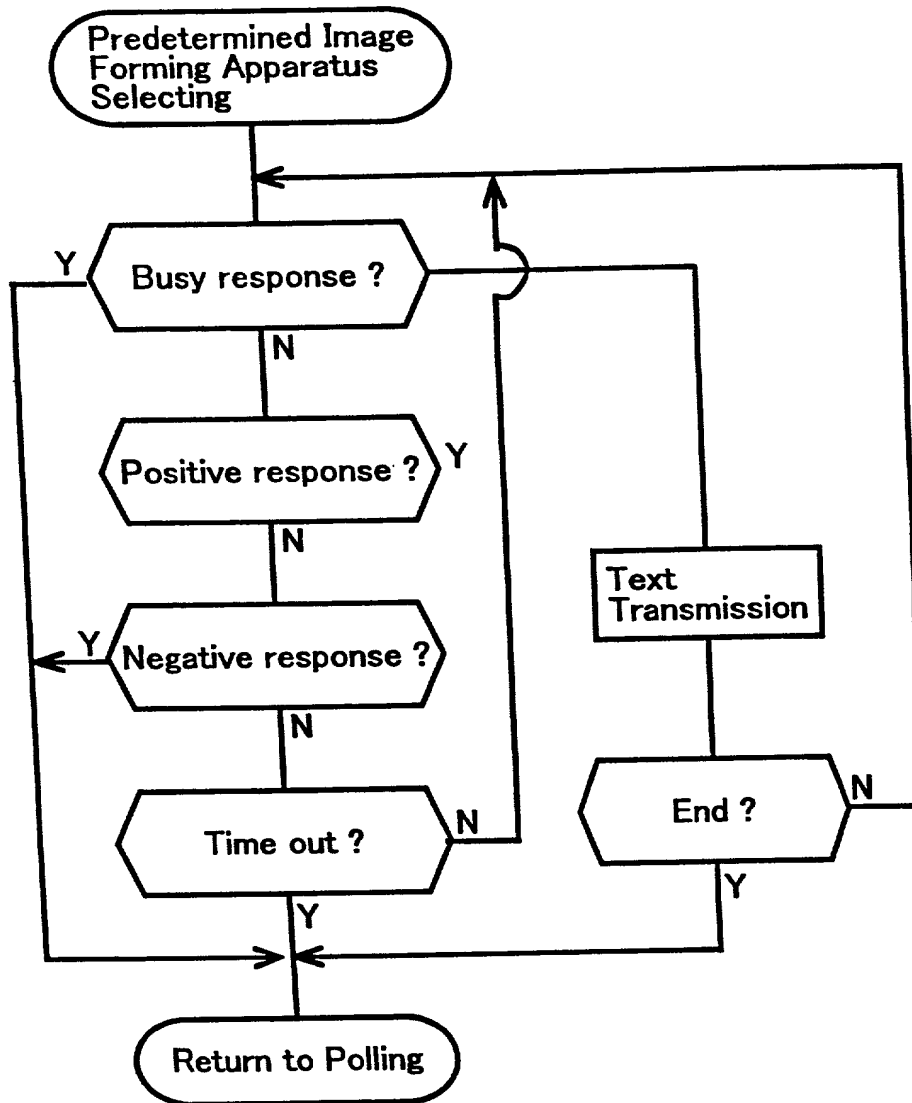 Predetermined Image
Forming Apparatus
Selecting
Y
Busy response ?
N
Positive response ?
Y
N
Y
Negative response ?
N
Text
Transmission
Time out ?
N
End ?
N
Y
Y
Return to Polling